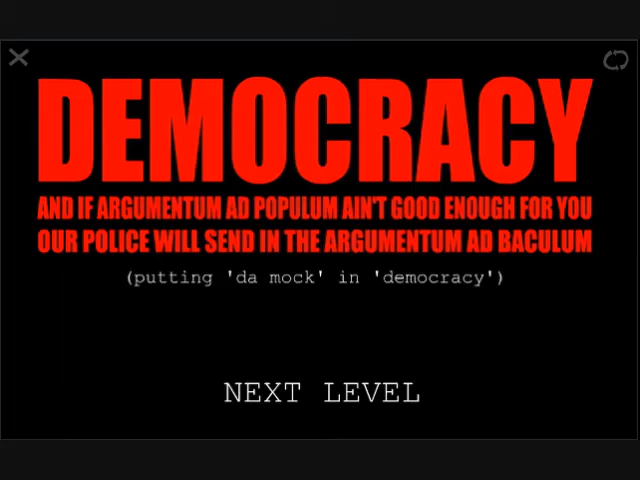 DEMOCRACY
AND IF ARGUMENTUM AD POPULUM AIN'T GOOD ENOUGH FOR YOU
OUR POLICE WILL SEND IN THE ARGUMENTUM AD BACULUM
(putting 'da mock' in 'democracy')
NEXT LEVEL